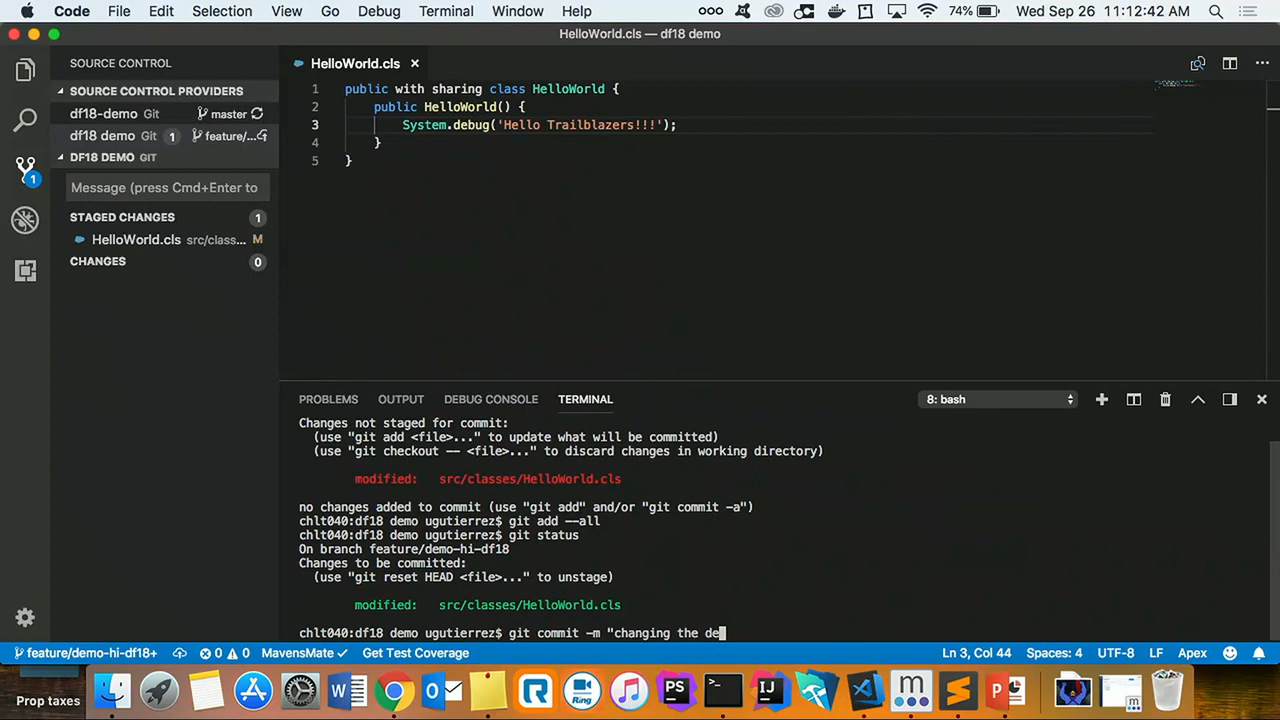 Code File Edit Selection View Go Debug Terminal Window Help 74% Wed Sep 26 11:12:42 AM
HelloWorld.cls — df18 demo
SOURCE CONTROL
HelloWorld.cls
SOURCE CONTROL PROVIDERS
df18-demo Git master
df18 demo Git 1 feature/...
DF18 DEMO GIT
Message (press Cmd+Enter to
STAGED CHANGES 1
HelloWorld.cls src/class... M
CHANGES 0
1
1 public with sharing class HelloWorld {
2 public HelloWorld() {
3 System.debug('Hello Trailblazers!!!');
4 }
5 }
PROBLEMS OUTPUT DEBUG CONSOLE TERMINAL 8: bash
Changes not staged for commit:
(use "git add <file>..." to update what will be committed)
(use "git checkout -- <file>..." to discard changes in working directory)
modified: src/classes/HelloWorld.cls
no changes added to commit (use "git add" and/or "git commit -a")
chlt040:df18 demo ugutierrez$ git add --all
chlt040:df18 demo ugutierrez$ git status
On branch feature/demo-hi-df18
Changes to be committed:
(use "git reset HEAD <file>..." to unstage)
modified: src/classes/HelloWorld.cls
chlt040:df18 demo ugutierrez$ git commit -m "changing the de
feature/demo-hi-df18+ 0 0 MavensMate Get Test Coverage Ln 3, Col 44 Spaces: 4 UTF-8 LF Apex
Prop taxes
W
O
R
Ring
PS
>_
IJ
m
S
P